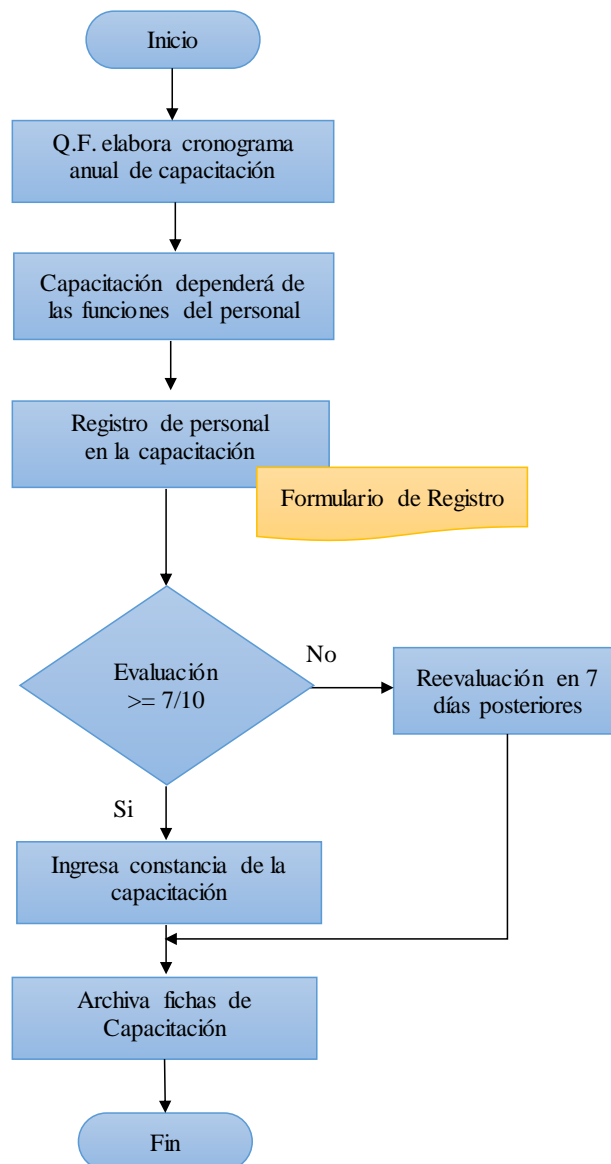 Inicio
Q.F. elabora cronograma
anual de capacitación
Capacitación dependerá de
las funciones del personal
Registro de personal
en la capacitación
Formulario de Registro
Evaluación
>= 7/10
No
Reevaluación en 7
días posteriores
Si
Ingresa constancia de la
capacitación
Archiva fichas de
Capacitación
Fin